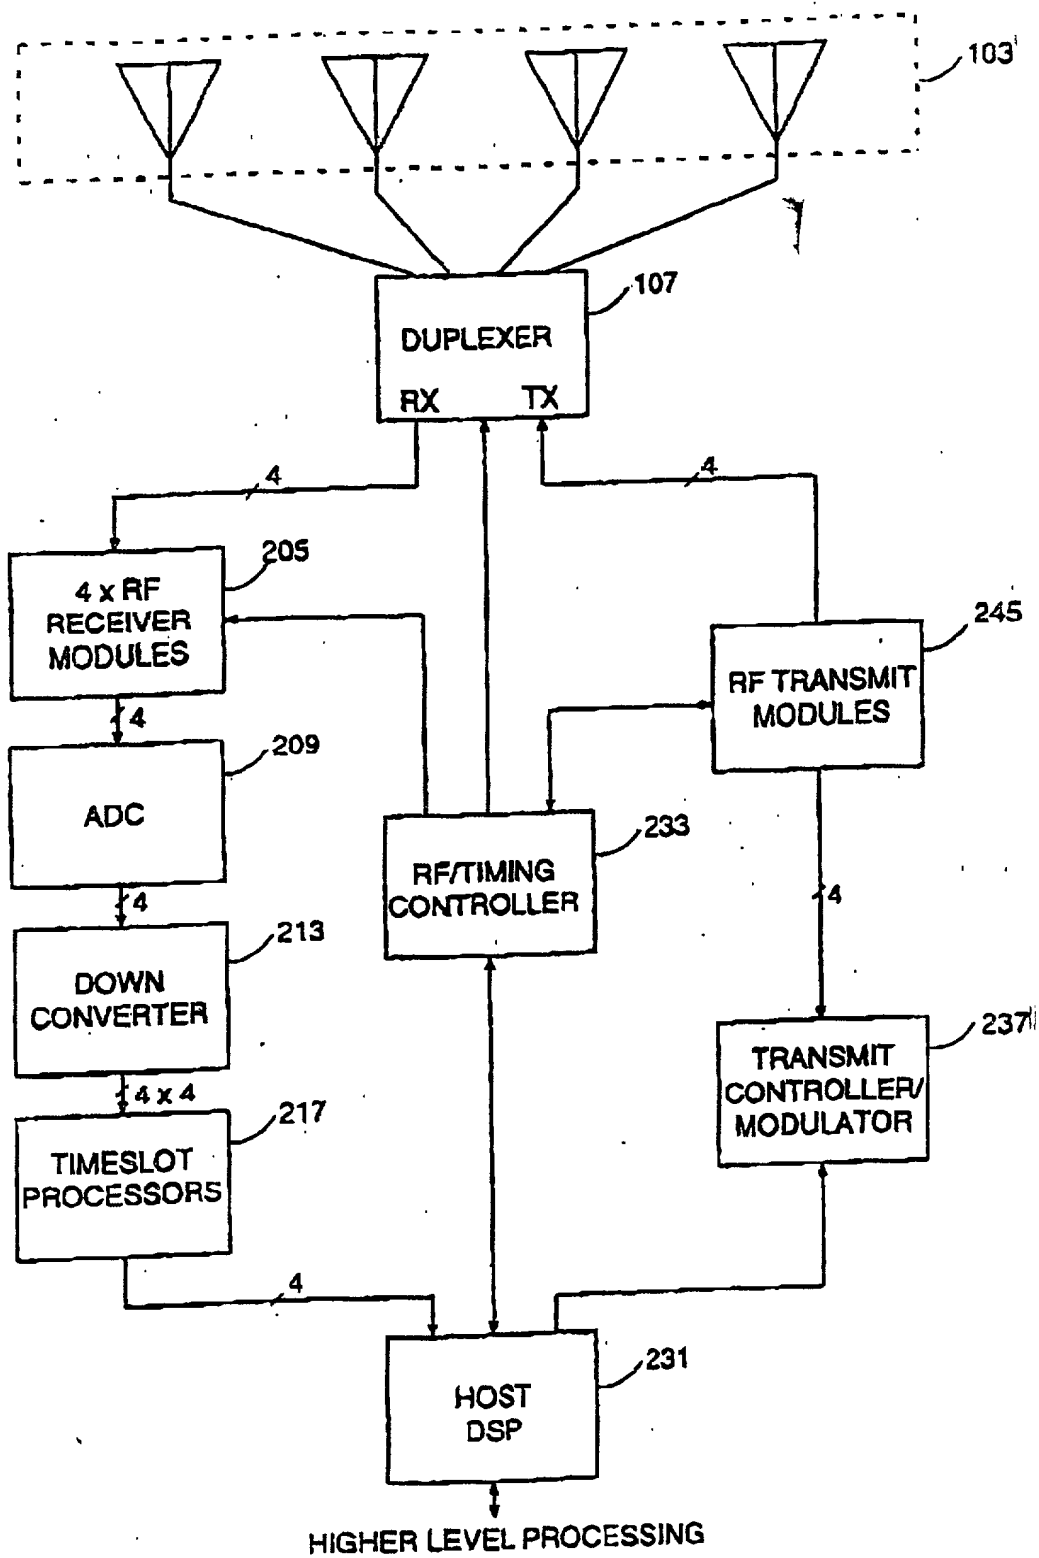 103
107
DUPLEXER
RX TX
4
4
205
4 x RF
RECEIVER
MODULES
245
RF TRANSMIT
MODULES
4
209
ADC
233
RF/TIMING
CONTROLLER
4
4
213
DOWN
CONVERTER
237
TRANSMIT
CONTROLLER/
MODULATOR
4 x 4
217
TIMESLOT
PROCESSORS
4
231
HOST
DSP
HIGHER LEVEL PROCESSING